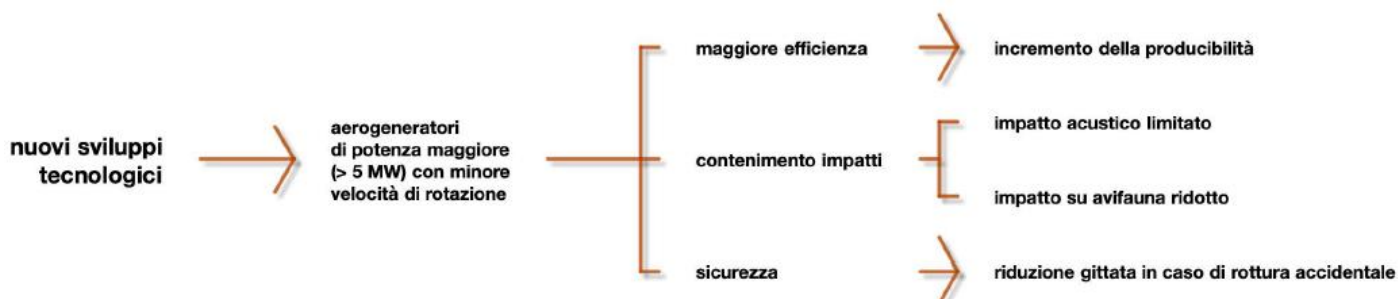 nuovi sviluppi
tecnologici
aerogeneratori
di potenza maggiore
(> 5 MW) con minore
velocità di rotazione
maggiore efficienza
incremento della producibilità
contenimento impatti
impatto acustico limitato
impatto su avifauna ridotto
sicurezza
riduzione gittata in caso di rottura accidentale